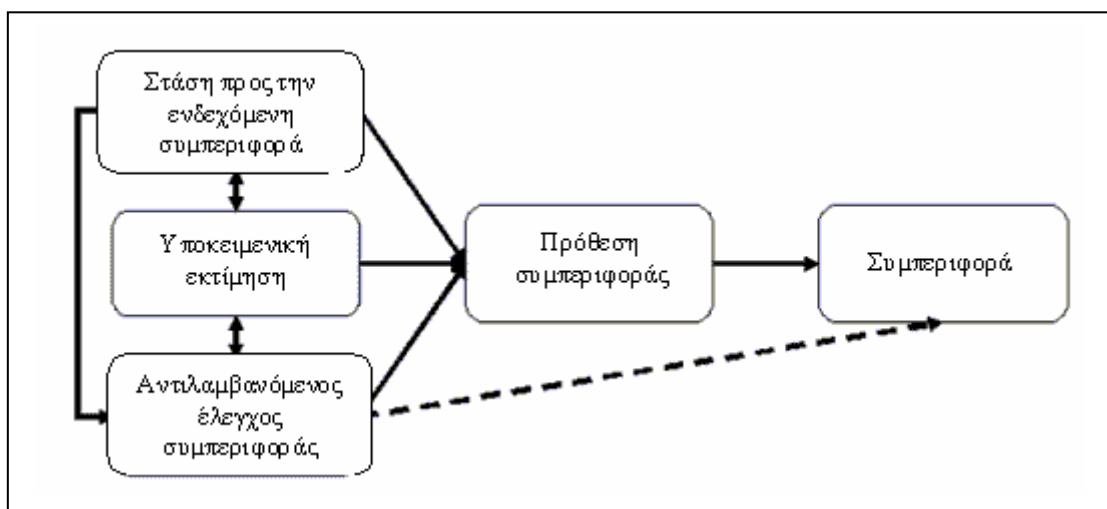 Στάση προς την
ενδεχόμενη
συμπεριφορά
Υποκειμενική
εκτίμηση
Αντιλαμβανόμενος
έλεγχος
συμπεριφοράς
Πρόθεση
συμπεριφοράς
Συμπεριφορά